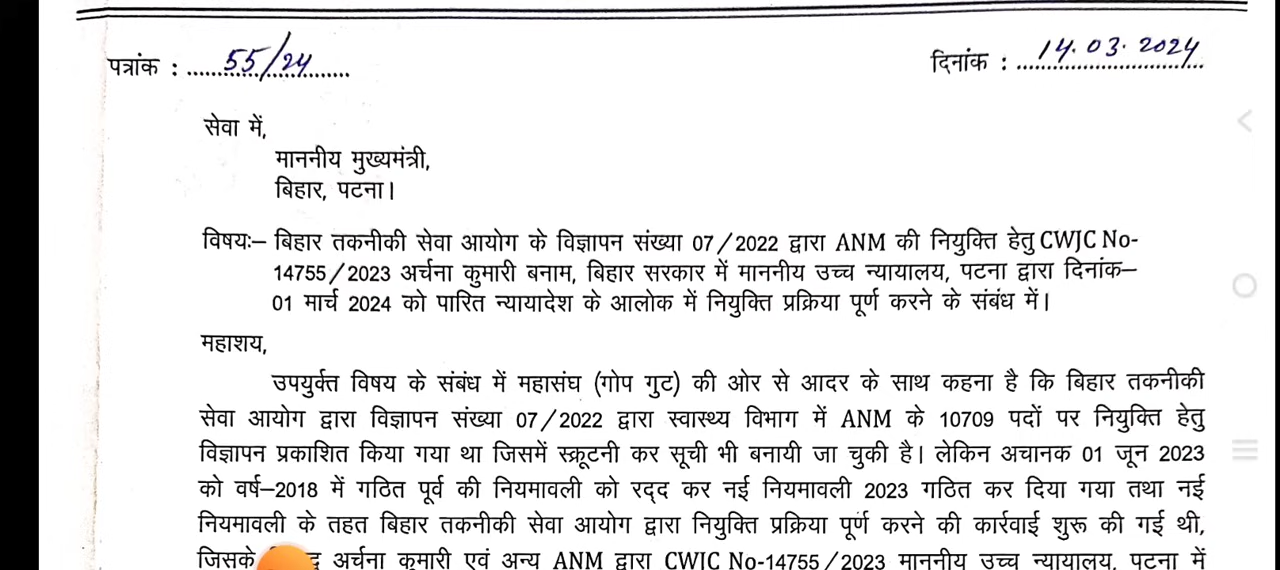 पत्रांक : 55/24 दिनांक : 14.03.2024
सेवा में,
माननीय मुख्यमंत्री,
बिहार, पटना।
विषयः– बिहार तकनीकी सेवा आयोग के विज्ञापन संख्या 07/2022 द्वारा ANM की नियुक्ति हेतु CWJC No-
14755/2023 अर्चना कुमारी बनाम, बिहार सरकार में माननीय उच्च न्यायालय, पटना द्वारा दिनांक–
01 मार्च 2024 को पारित न्यायादेश के आलोक में नियुक्ति प्रक्रिया पूर्ण करने के संबंध में।
महाशय,
उपयुर्क्त विषय के संबंध में महासंघ (गोप गुट) की ओर से आदर के साथ कहना है कि बिहार तकनीकी
सेवा आयोग द्वारा विज्ञापन संख्या 07/2022 द्वारा स्वास्थ्य विभाग में ANM के 10709 पदों पर नियुक्ति हेतु
विज्ञापन प्रकाशित किया गया था जिसमें स्क्रूटनी कर सूची भी बनायी जा चुकी है। लेकिन अचानक 01 जून 2023
को वर्ष–2018 में गठित पूर्व की नियमावली को रद्द कर नई नियमावली 2023 गठित कर दिया गया तथा नई
नियमावली के तहत बिहार तकनीकी सेवा आयोग द्वारा नियुक्ति प्रक्रिया पूर्ण करने की कार्रवाई शुरू की गई थी,
जिसके अर्चना कुमारी एवं अन्य ANM द्वारा CWJC No-14755/2023 माननीय उच्च न्यायालय, पटना में